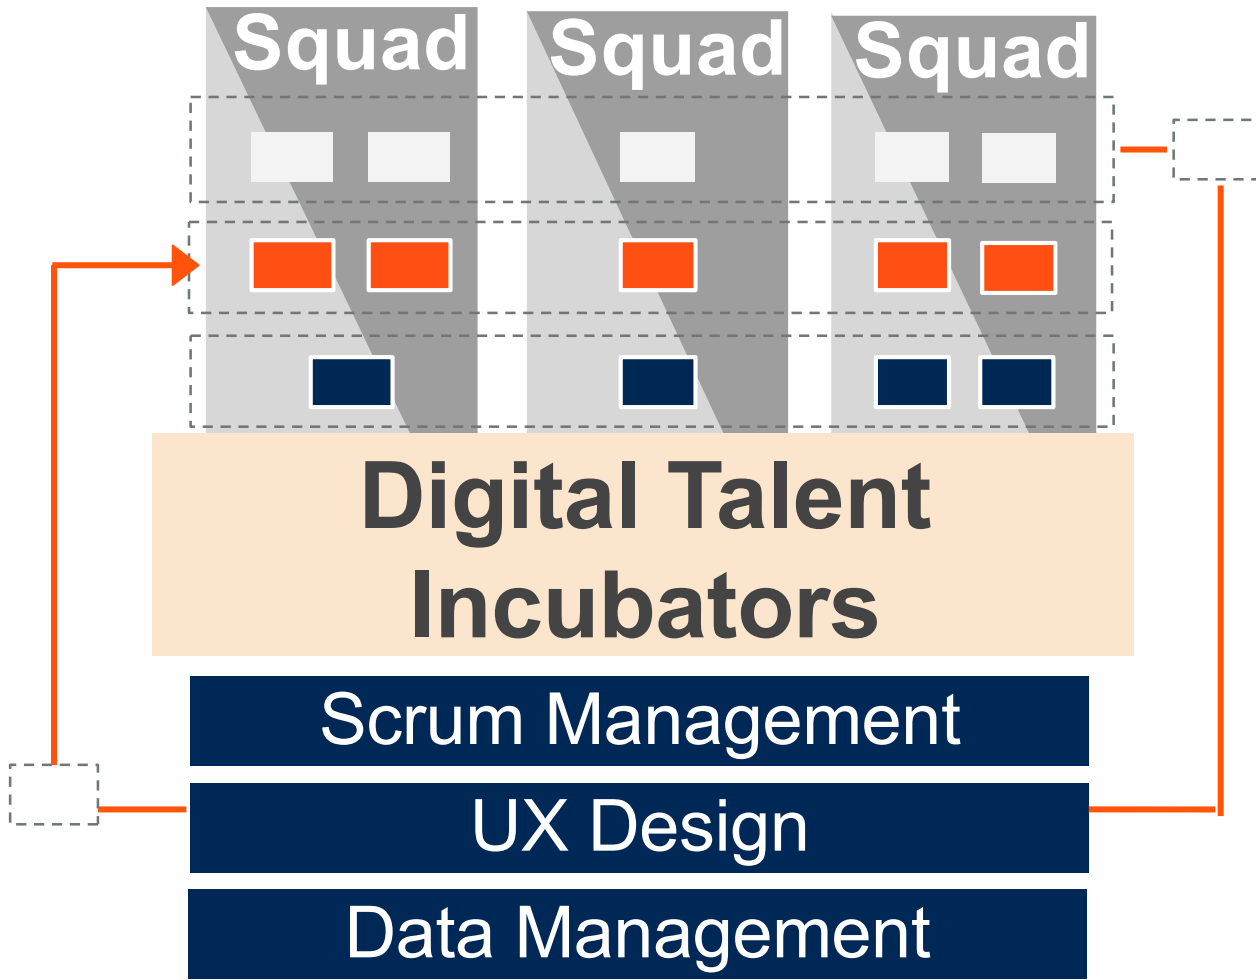 Squad Squad Squad
Digital Talent
Incubators
Scrum Management
UX Design
Data Management